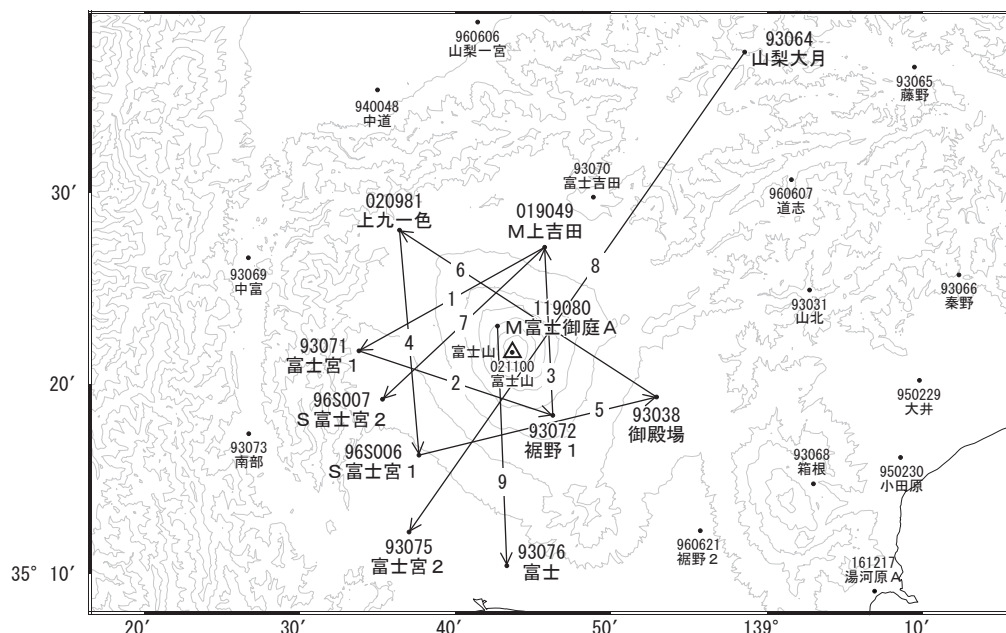 960606
山梨一宮
93064
山梨大月
93065
藤野
940048
中道
30′
93070
富士吉田
960607
道志
020981
上九一色
019049
M上吉田
93069
中富
6
8
93066
秦野
1
93031
山北
7
119080
M富士御庭A
4
93071
富士宮1
富士山
021100
富士山
20′
2
3
96S007
S富士宮2
5
93038
御殿場
950229
大井
93073
南部
93072
裾野1
96S006
S富士宮1
93068
箱根
950230
小田原
9
93075
富士宮2
93076
富士
960621
裾野2
161217
湯河原A
35° 10′
20′
30′
40′
50′
139°
10′